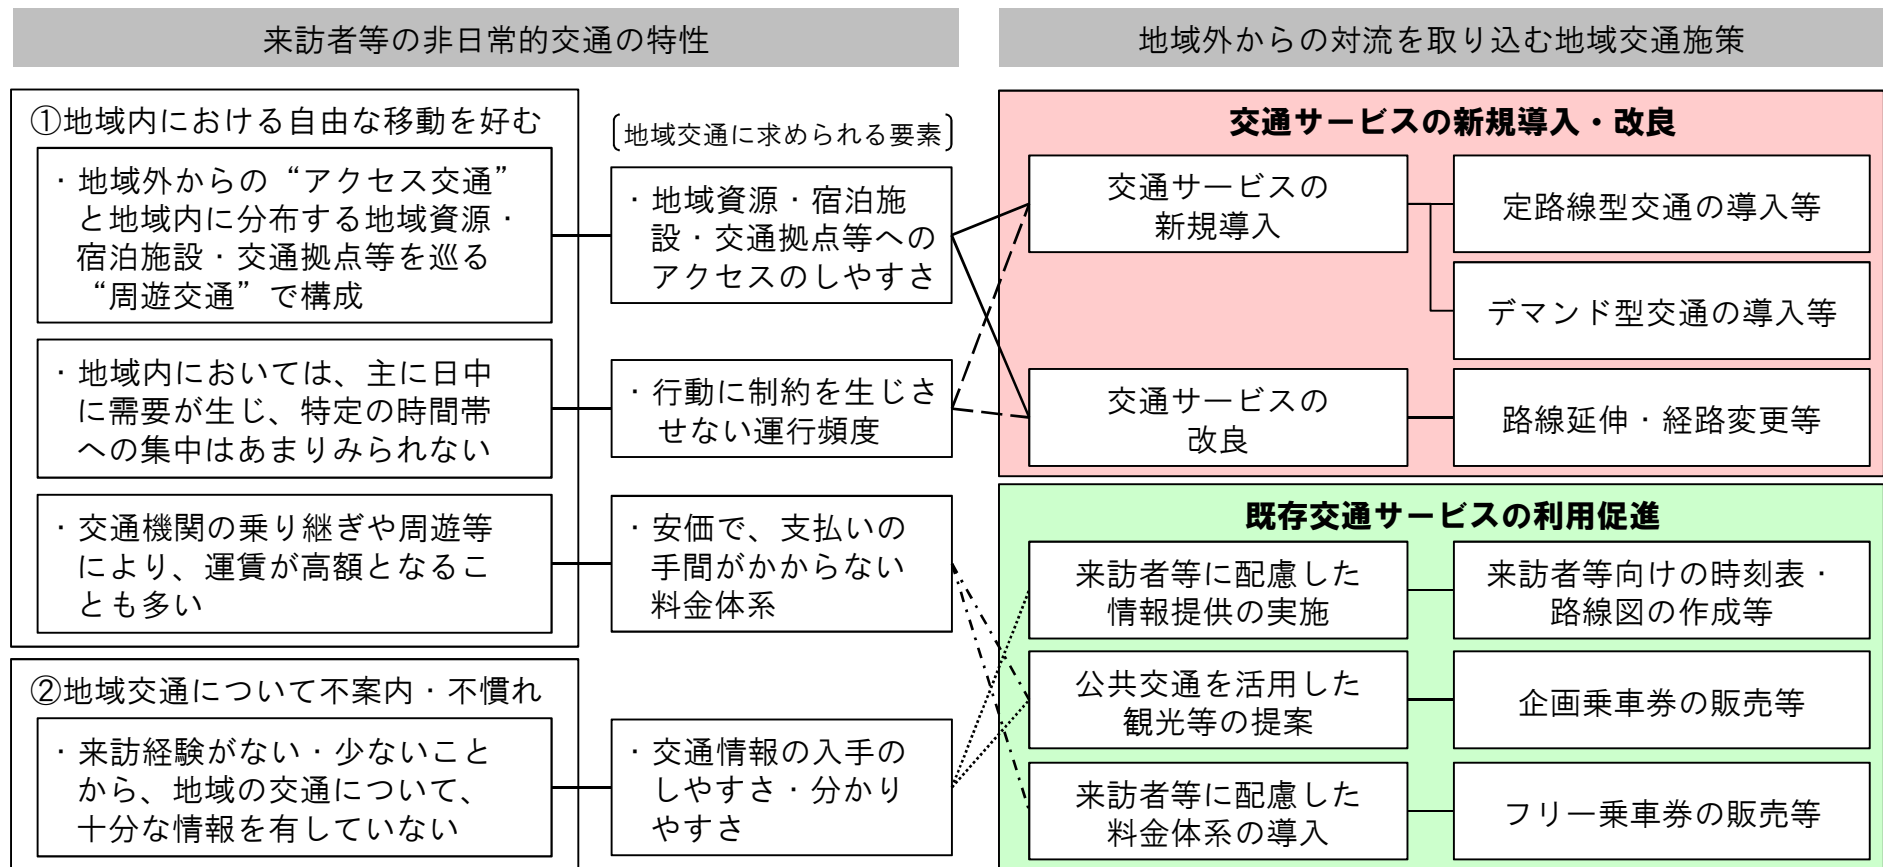 来訪者等の非日常的交通の特性
地域外からの対流を取り込む地域交通施策
①地域内における自由な移動を好む
・地域外からの“アクセス交通”
と地域内に分布する地域資源・
宿泊施設・交通拠点等を巡る
“周遊交通”で構成
・地域内においては、主に日中
に需要が生じ、特定の時間帯
への集中はあまりみられない
・交通機関の乗り継ぎや周遊等
により、運賃が高額となるこ
とも多い
②地域交通について不案内・不慣れ
・来訪経験がない・少ないこと
から、地域の交通について、
十分な情報を有していない
〔地域交通に求められる要素〕
・地域資源・宿泊施
設・交通拠点等への
アクセスのしやすさ
・行動に制約を生じさ
せない運行頻度
・安価で、支払いの
手間がかからない
料金体系
・交通情報の入手の
しやすさ・分かり
やすさ
交通サービスの新規導入・改良
交通サービスの
新規導入
定路線型交通の導入等
デマンド型交通の導入等
交通サービスの
改良
路線延伸・経路変更等
既存交通サービスの利用促進
来訪者等に配慮した
情報提供の実施
来訪者等向けの時刻表・
路線図の作成等
公共交通を活用した
観光等の提案
企画乗車券の販売等
来訪者等に配慮した
料金体系の導入
フリー乗車券の販売等